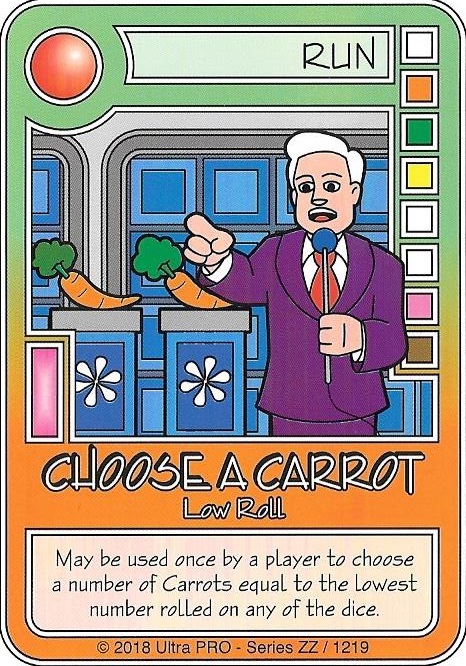 RUN
CHOOSE A CARROT
Low Roll
May be used once by a player to choose
a number of Carrots equal to the lowest
number rolled on any of the dice.
© 2018 Ultra PRO - Series ZZ / 1219